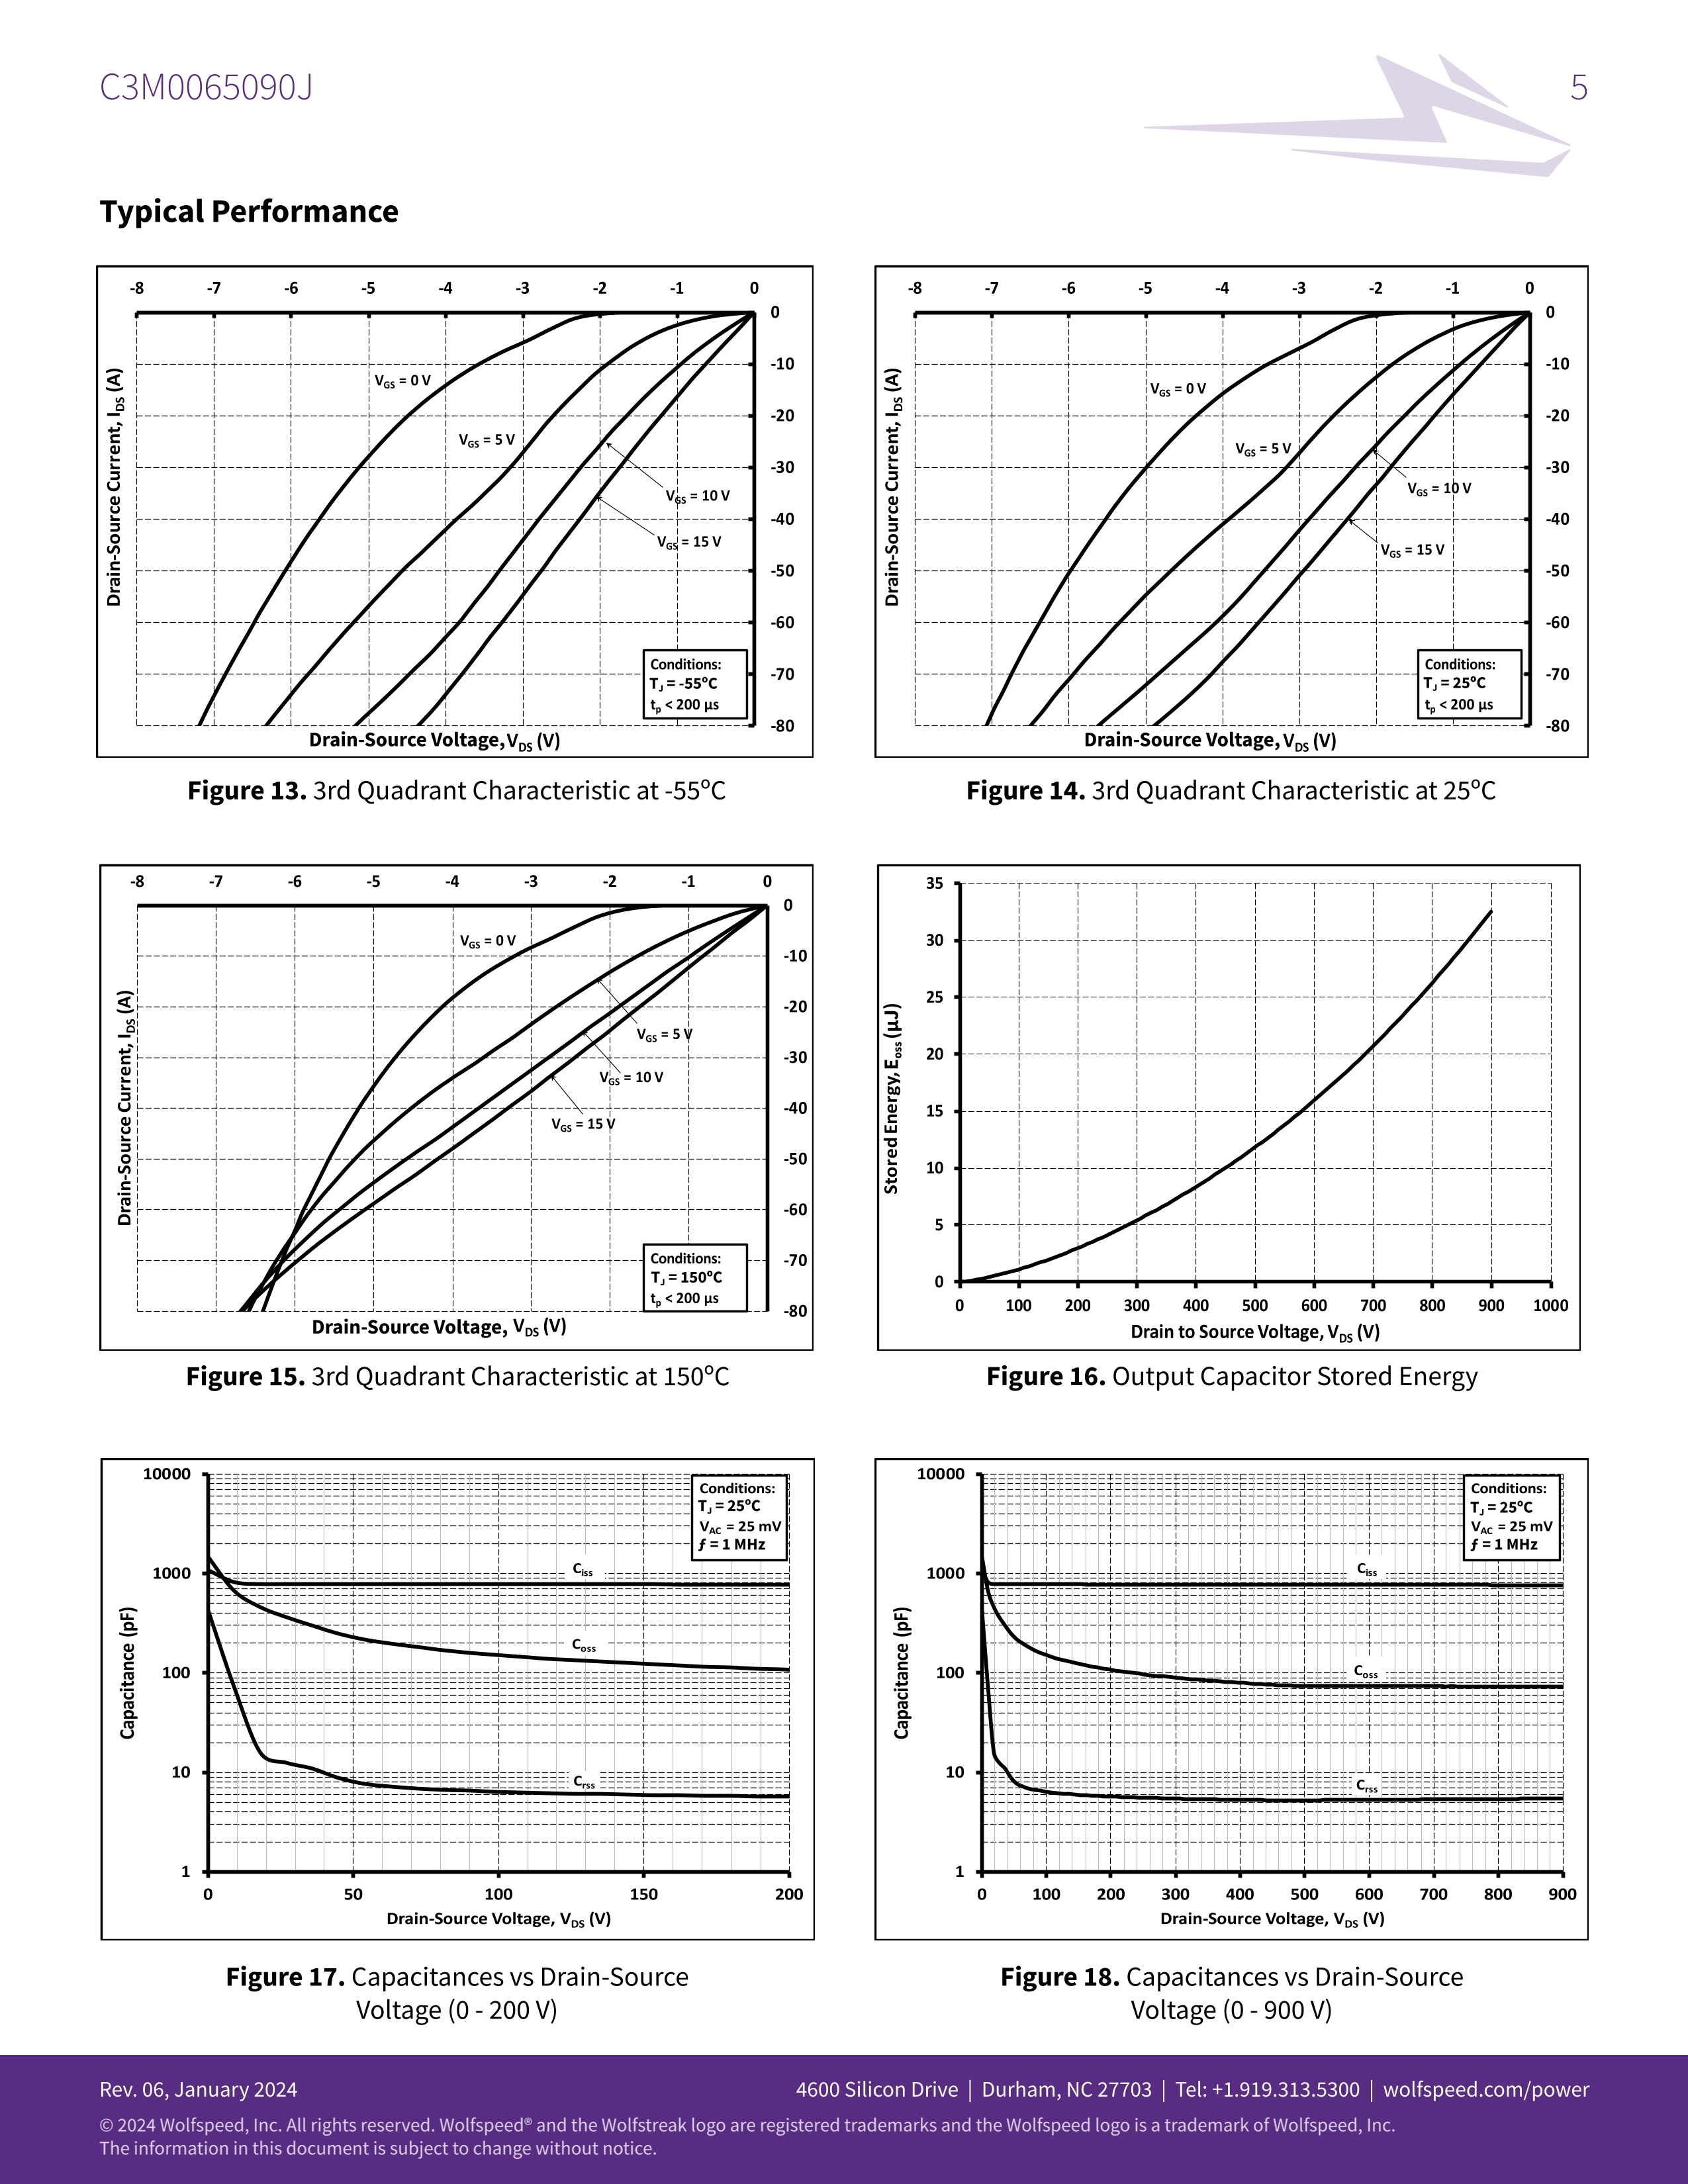 C3M0065090J
5
Typical Performance
-8 -7 -6 -5 -4 -3 -2 -1 0
0
-10
-20
-30
-40
-50
-60
-70
-80
Drain-Source Current, IDS (A)
VGS = 0 V
VGS = 5 V
VGS = 10 V
VGS = 15 V
Conditions:
TJ = -55°C
tp < 200 µs
Drain-Source Voltage, VDS (V)
Figure 13. 3rd Quadrant Characteristic at -55ºC
-8 -7 -6 -5 -4 -3 -2 -1 0
0
-10
-20
-30
-40
-50
-60
-70
-80
Drain-Source Current, IDS (A)
VGS = 0 V
VGS = 5 V
VGS = 10 V
VGS = 15 V
Conditions:
TJ = 25°C
tp < 200 µs
Drain-Source Voltage, VDS (V)
Figure 14. 3rd Quadrant Characteristic at 25ºC
-8 -7 -6 -5 -4 -3 -2 -1 0
0
-10
-20
-30
-40
-50
-60
-70
-80
Drain-Source Current, IDS (A)
VGS = 0 V
VGS = 5 V
VGS = 10 V
VGS = 15 V
Conditions:
TJ = 150°C
tp < 200 µs
Drain-Source Voltage, VDS (V)
Figure 15. 3rd Quadrant Characteristic at 150ºC
35
30
25
20
15
10
5
0
Stored Energy, Eoss (µJ)
0 100 200 300 400 500 600 700 800 900 1000
Drain to Source Voltage, VDS (V)
Figure 16. Output Capacitor Stored Energy
10000
1000
100
10
1
Capacitance (pF)
Conditions:
TJ = 25°C
VAC = 25 mV
f = 1 MHz
Ciss
Coss
Crss
0 50 100 150 200
Drain-Source Voltage, VDS (V)
Figure 17. Capacitances vs Drain-Source
Voltage (0 - 200 V)
10000
1000
100
10
1
Capacitance (pF)
Conditions:
TJ = 25°C
VAC = 25 mV
f = 1 MHz
Ciss
Coss
Crss
0 100 200 300 400 500 600 700 800 900
Drain-Source Voltage, VDS (V)
Figure 18. Capacitances vs Drain-Source
Voltage (0 - 900 V)
Rev. 06, January 2024
4600 Silicon Drive | Durham, NC 27703 | Tel: +1.919.313.5300 | wolfspeed.com/power
© 2024 Wolfspeed, Inc. All rights reserved. Wolfspeed® and the Wolfstreak logo are registered trademarks and the Wolfspeed logo is a trademark of Wolfspeed, Inc.
The information in this document is subject to change without notice.